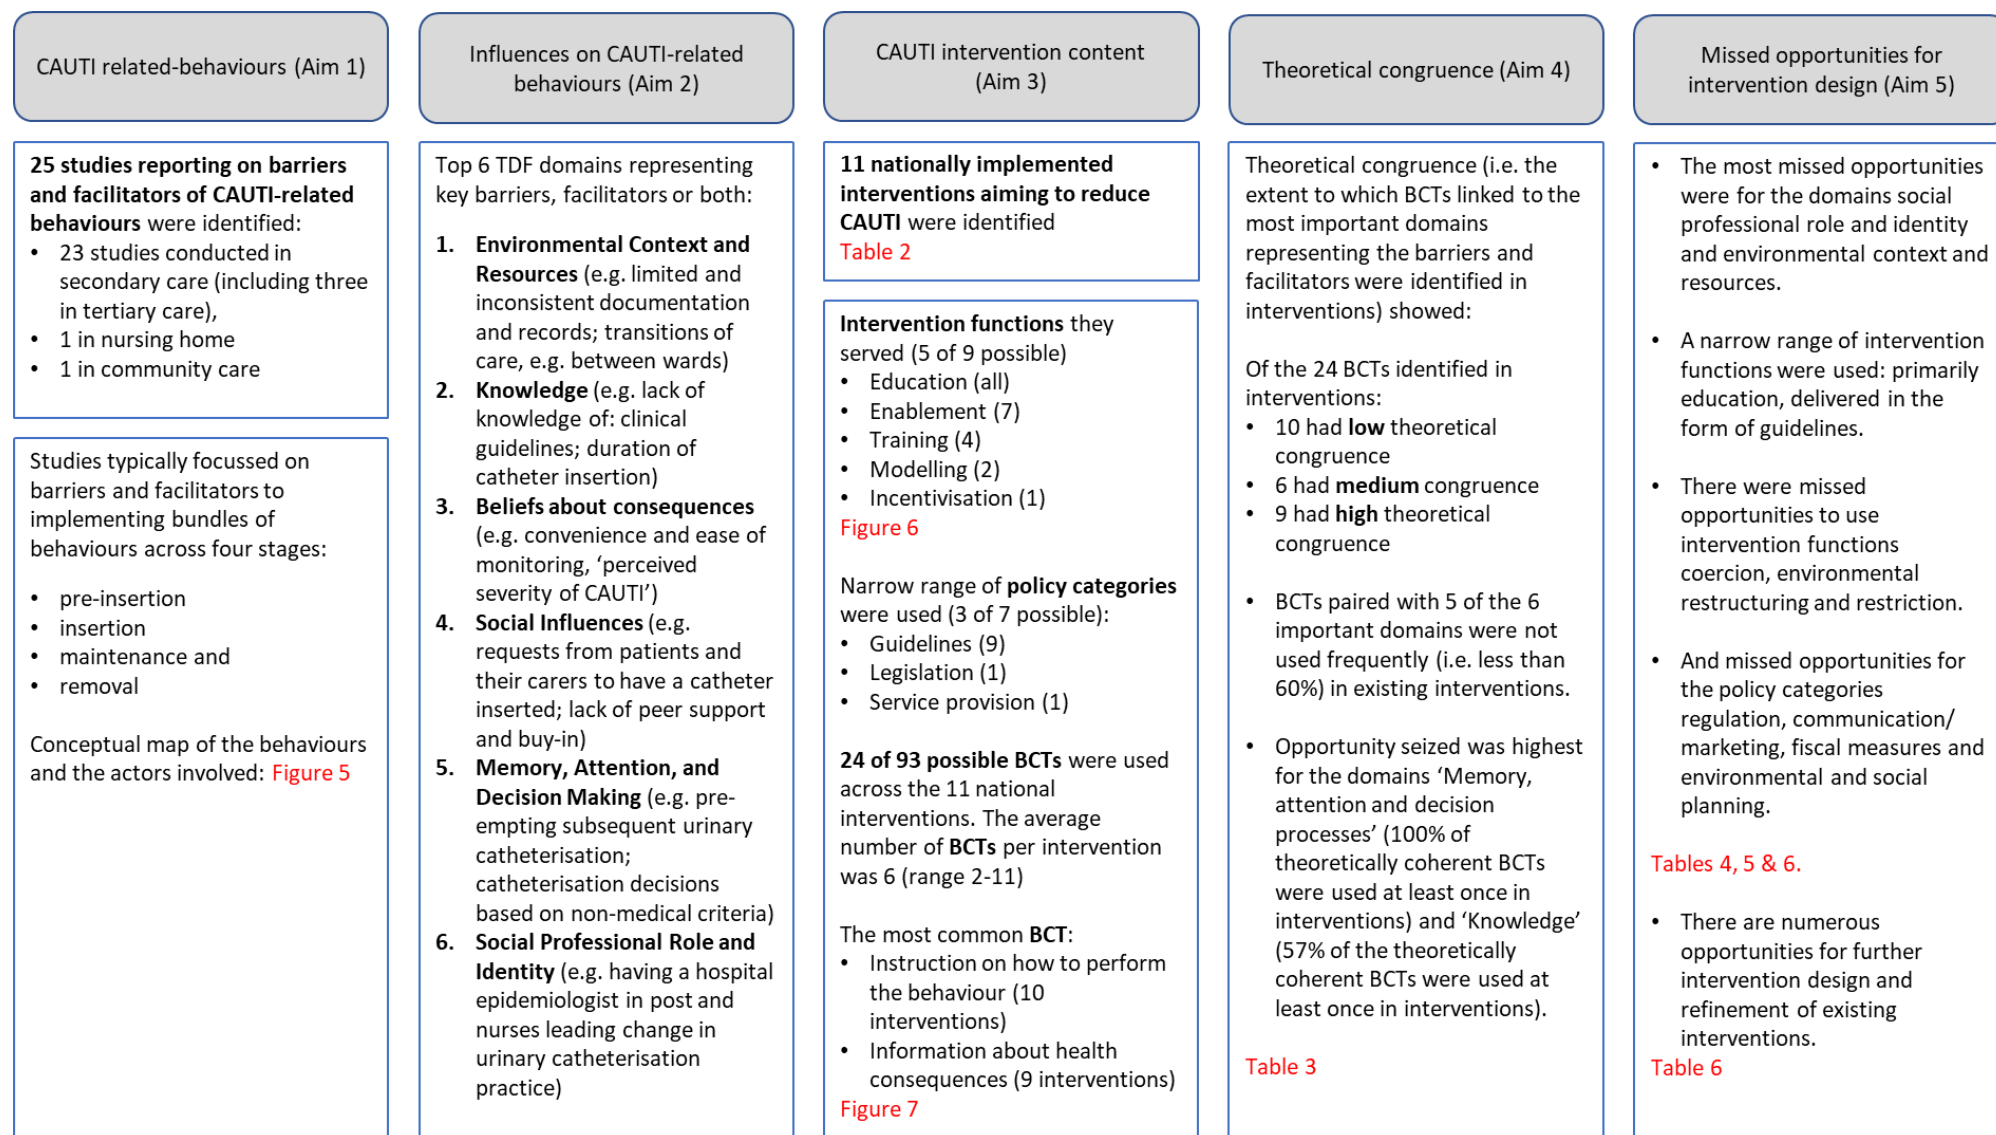 CAUTI related-behaviours (Aim 1)
25 studies reporting on barriers
and facilitators of CAUTI-related
behaviours were identified:
• 23 studies conducted in
secondary care (including three
in tertiary care),
• 1 in nursing home
• 1 in community care
Studies typically focussed on
barriers and facilitators to
implementing bundles of
behaviours across four stages:
• pre-insertion
• insertion
• maintenance and
• removal
Conceptual map of the behaviours
and the actors involved: Figure 5
Influences on CAUTI-related
behaviours (Aim 2)
Top 6 TDF domains representing
key barriers, facilitators or both:
1. Environmental Context and
Resources (e.g. limited and
inconsistent documentation
and records; transitions of
care, e.g. between wards)
2. Knowledge (e.g. lack of
knowledge of: clinical
guidelines; duration of
catheter insertion)
3. Beliefs about consequences
(e.g. convenience and ease of
monitoring, ‘perceived
severity of CAUTI’)
4. Social Influences (e.g.
requests from patients and
their carers to have a catheter
inserted; lack of peer support
and buy-in)
5. Memory, Attention, and
Decision Making (e.g. pre-
empting subsequent urinary
catheterisation;
catheterisation decisions
based on non-medical criteria)
6. Social Professional Role and
Identity (e.g. having a hospital
epidemiologist in post and
nurses leading change in
urinary catheterisation
practice)
CAUTI intervention content
(Aim 3)
11 nationally implemented
interventions aiming to reduce
CAUTI were identified
Table 2
Intervention functions they
served (5 of 9 possible)
• Education (all)
• Enablement (7)
• Training (4)
• Modelling (2)
• Incentivisation (1)
Figure 6
Narrow range of policy categories
were used (3 of 7 possible):
• Guidelines (9)
• Legislation (1)
• Service provision (1)
24 of 93 possible BCTs were used
across the 11 national
interventions. The average
number of BCTs per intervention
was 6 (range 2-11)
The most common BCT:
• Instruction on how to perform
the behaviour (10
interventions)
• Information about health
consequences (9 interventions)
Figure 7
Theoretical congruence (Aim 4)
Theoretical congruence (i.e. the
extent to which BCTs linked to the
most important domains
representing the barriers and
facilitators were identified in
interventions) showed:
Of the 24 BCTs identified in
interventions:
• 10 had low theoretical
congruence
• 6 had medium congruence
• 9 had high theoretical
congruence
• BCTs paired with 5 of the 6
important domains were not
used frequently (i.e. less than
60%) in existing interventions.
• Opportunity seized was highest
for the domains ‘Memory,
attention and decision
processes’ (100% of
theoretically coherent BCTs
were used at least once in
interventions) and ‘Knowledge’
(57% of the theoretically
coherent BCTs were used at
least once in interventions).
Table 3
Missed opportunities for
intervention design (Aim 5)
• The most missed opportunities
were for the domains social
professional role and identity
and environmental context and
resources.
• A narrow range of intervention
functions were used: primarily
education, delivered in the
form of guidelines.
• There were missed
opportunities to use
intervention functions
coercion, environmental
restructuring and restriction.
• And missed opportunities for
the policy categories
regulation, communication/
marketing, fiscal measures and
environmental and social
planning.
Tables 4, 5 & 6.
• There are numerous
opportunities for further
intervention design and
refinement of existing
interventions.
Table 6